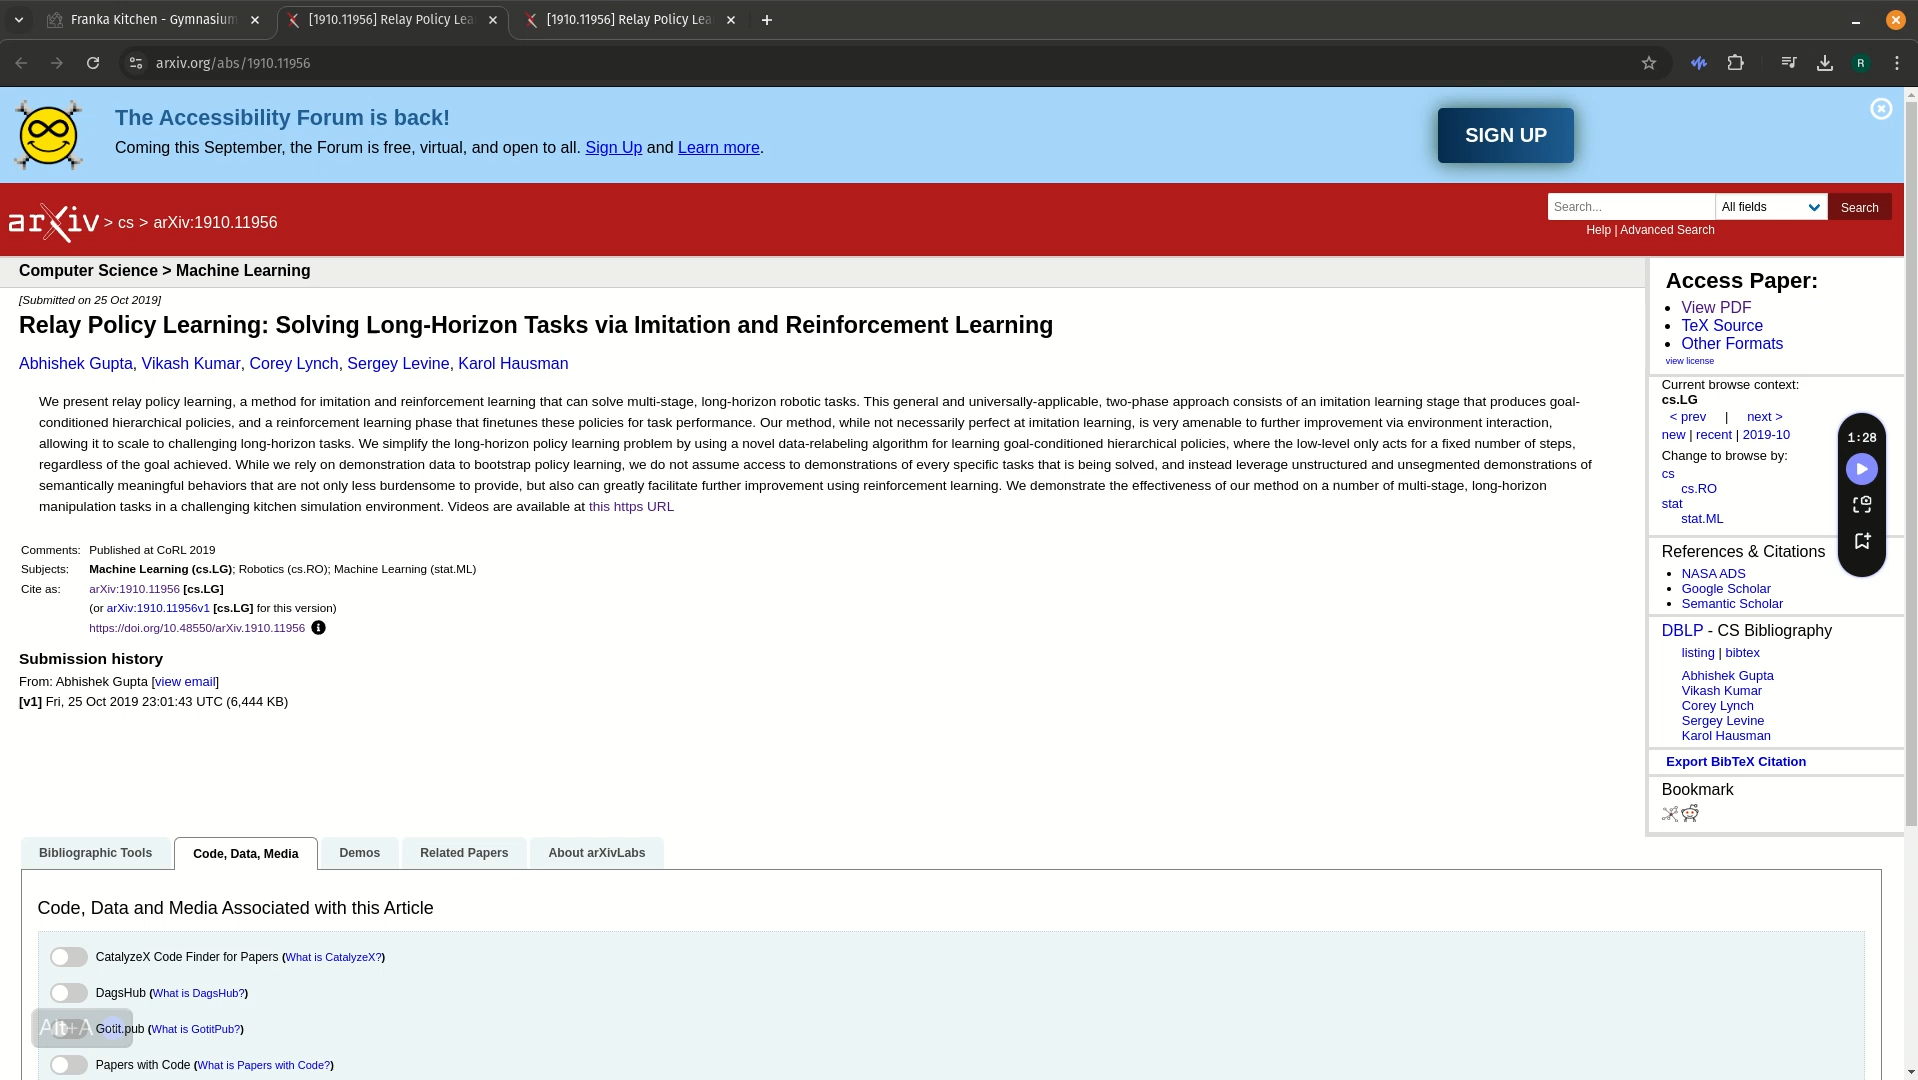 Franka Kitchen - Gymnasium
[1910.11956] Relay Policy Lea
[1910.11956] Relay Policy Lea
arxiv.org/abs/1910.11956
R
The Accessibility Forum is back!
Coming this September, the Forum is free, virtual, and open to all. Sign Up and Learn more.
SIGN UP
arXiv > cs > arXiv:1910.11956
Search...
All fields
Search
Help | Advanced Search
Computer Science > Machine Learning
[Submitted on 25 Oct 2019]
Relay Policy Learning: Solving Long-Horizon Tasks via Imitation and Reinforcement Learning
Abhishek Gupta, Vikash Kumar, Corey Lynch, Sergey Levine, Karol Hausman
We present relay policy learning, a method for imitation and reinforcement learning that can solve multi-stage, long-horizon robotic tasks. This general and universally-applicable, two-phase approach consists of an imitation learning stage that produces goal-
conditioned hierarchical policies, and a reinforcement learning phase that finetunes these policies for task performance. Our method, while not necessarily perfect at imitation learning, is very amenable to further improvement via environment interaction,
allowing it to scale to challenging long-horizon tasks. We simplify the long-horizon policy learning problem by using a novel data-relabeling algorithm for learning goal-conditioned hierarchical policies, where the low-level only acts for a fixed number of steps,
regardless of the goal achieved. While we rely on demonstration data to bootstrap policy learning, we do not assume access to demonstrations of every specific tasks that is being solved, and instead leverage unstructured and unsegmented demonstrations of
semantically meaningful behaviors that are not only less burdensome to provide, but also can greatly facilitate further improvement using reinforcement learning. We demonstrate the effectiveness of our method on a number of multi-stage, long-horizon
manipulation tasks in a challenging kitchen simulation environment. Videos are available at this https URL
Comments: Published at CoRL 2019
Subjects: Machine Learning (cs.LG); Robotics (cs.RO); Machine Learning (stat.ML)
Cite as: arXiv:1910.11956 [cs.LG]
(or arXiv:1910.11956v1 [cs.LG] for this version)
https://doi.org/10.48550/arXiv.1910.11956
Submission history
From: Abhishek Gupta [view email]
[v1] Fri, 25 Oct 2019 23:01:43 UTC (6,444 KB)
Access Paper:
View PDF
TeX Source
Other Formats
view license
Current browse context:
cs.LG
< prev | next >
new | recent | 2019-10
Change to browse by:
cs
cs.RO
stat
stat.ML
1:28
References & Citations
NASA ADS
Google Scholar
Semantic Scholar
DBLP - CS Bibliography
listing | bibtex
Abhishek Gupta
Vikash Kumar
Corey Lynch
Sergey Levine
Karol Hausman
Export BibTeX Citation
Bookmark
Bibliographic Tools
Code, Data, Media
Demos
Related Papers
About arXivLabs
Code, Data and Media Associated with this Article
CatalyzeX Code Finder for Papers (What is CatalyzeX?)
DagsHub (What is DagsHub?)
Alt+A
Gotit.pub (What is GotitPub?)
Papers with Code (What is Papers with Code?)